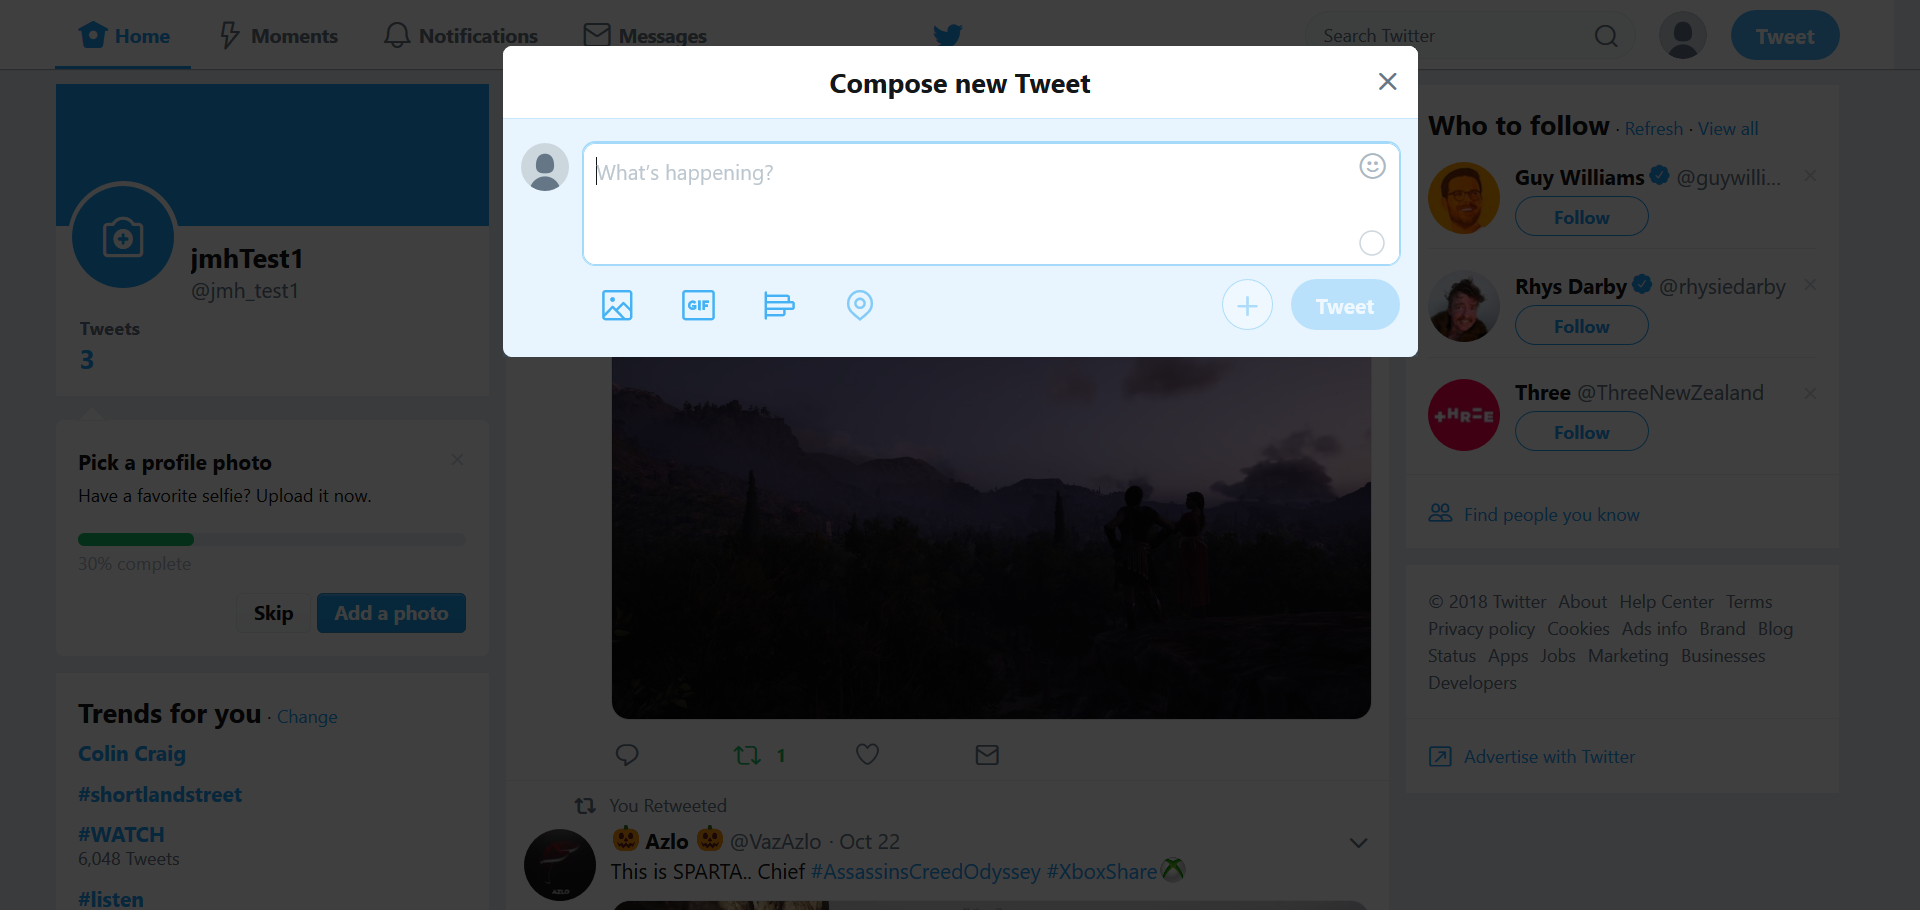 Home
Moments
Notifications
Messages
Search Twitter
Tweet
Compose new Tweet
What's happening?
GIF
Tweet
jmhTest1
@jmh_test1
Tweets
3
Pick a profile photo
Have a favorite selfie? Upload it now.
30% complete
Skip
Add a photo
Trends for you · Change
Colin Craig
#shortlandstreet
#WATCH
6,048 Tweets
#listen
1
You Retweeted
Azlo @VazAzlo · Oct 22
This is SPARTA.. Chief #AssassinsCreedOdyssey #XboxShare
AZLO
Who to follow · Refresh · View all
Guy Williams @guywilli...
Follow
Rhys Darby @rhysiedarby
Follow
Three @ThreeNewZealand
Follow
Find people you know
© 2018 Twitter About Help Center Terms
Privacy policy Cookies Ads info Brand Blog
Status Apps Jobs Marketing Businesses
Developers
Advertise with Twitter